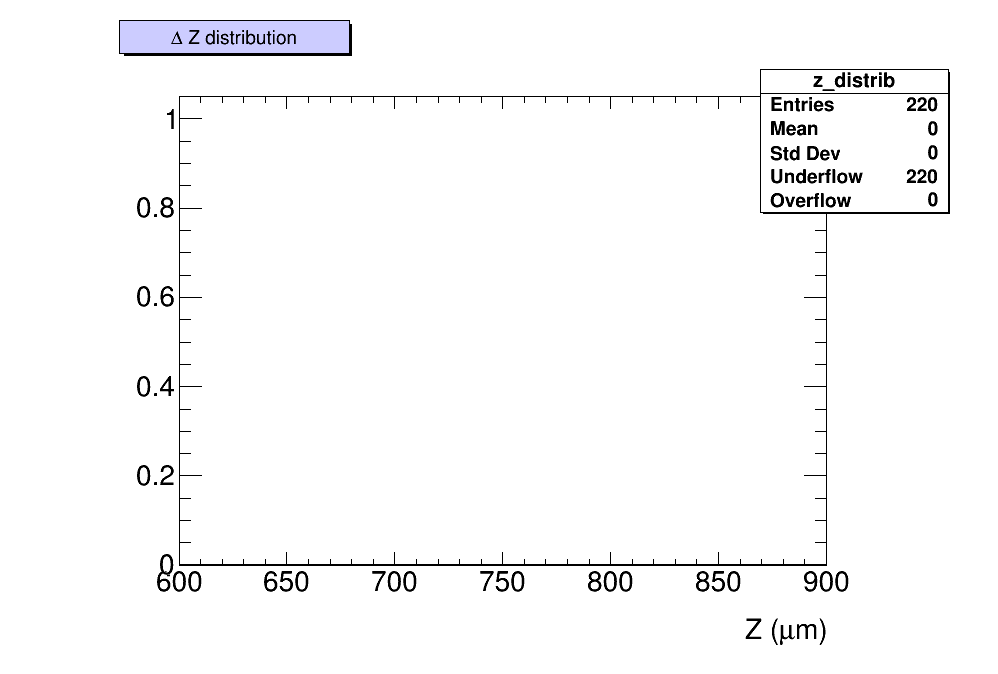 Δ Z distribution
z_distrib
Entries 220
Mean 0
Std Dev 0
Underflow 220
Overflow 0
1
0.8
0.6
0.4
0.2
0
600 650 700 750 800 850 900
Z (μm)